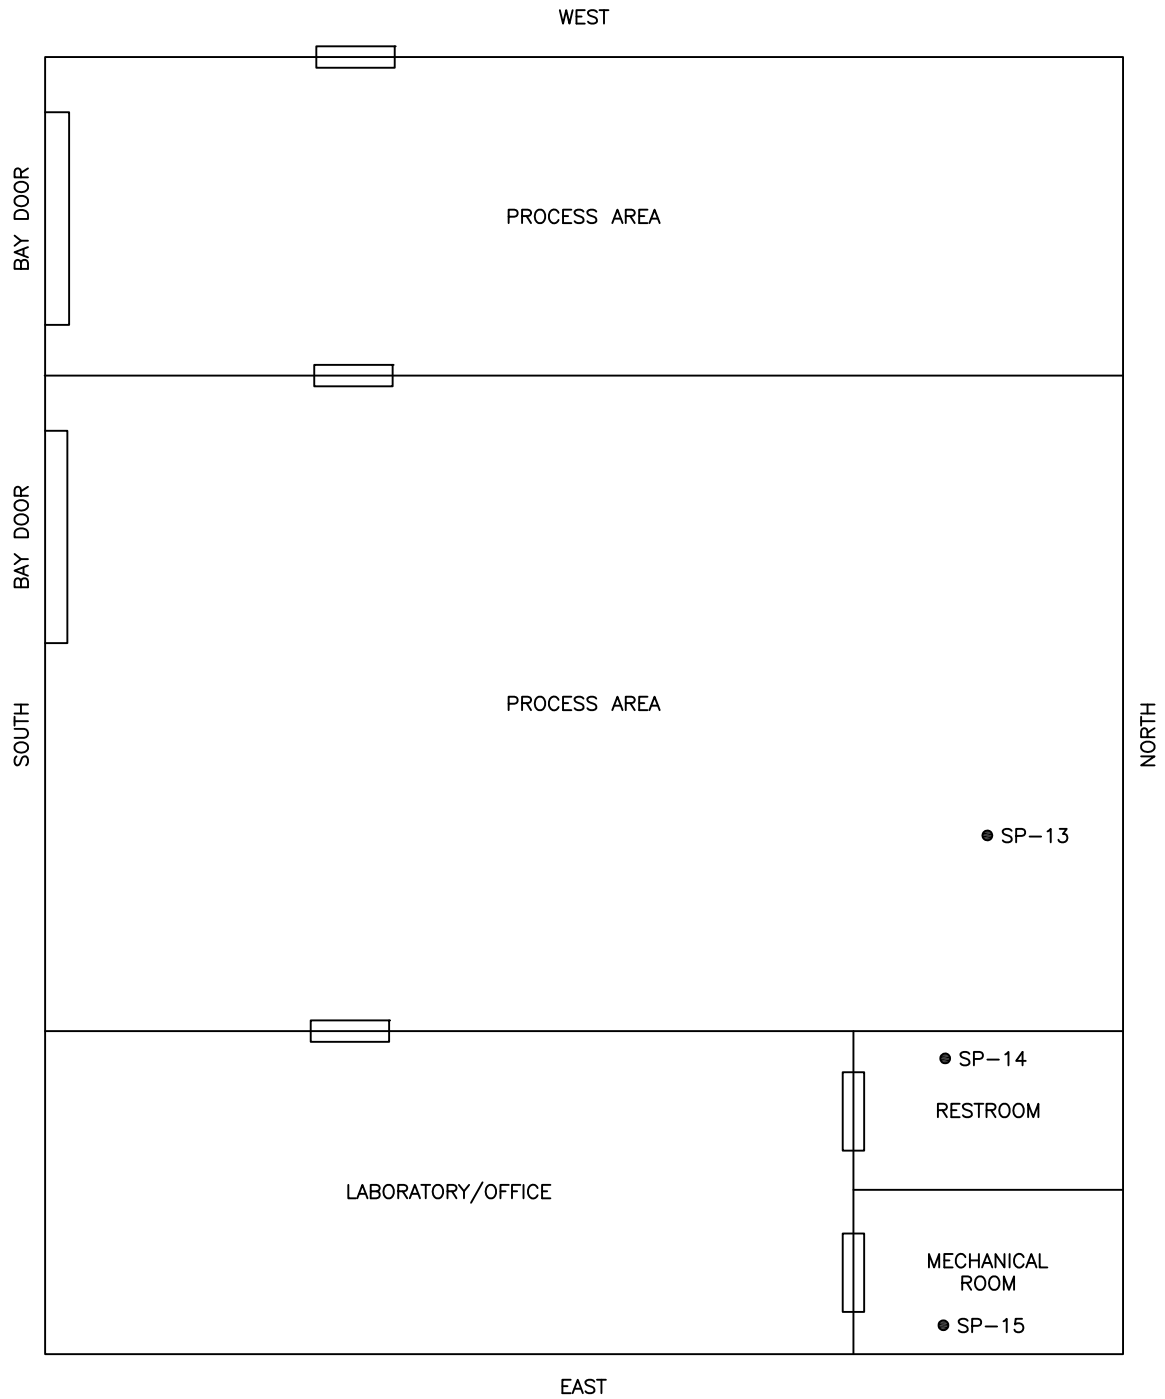 WEST
BAY DOOR
PROCESS AREA
BAY DOOR
PROCESS AREA
SOUTH
NORTH
SP-13
SP-14
RESTROOM
LABORATORY/OFFICE
MECHANICAL
ROOM
SP-15
EAST